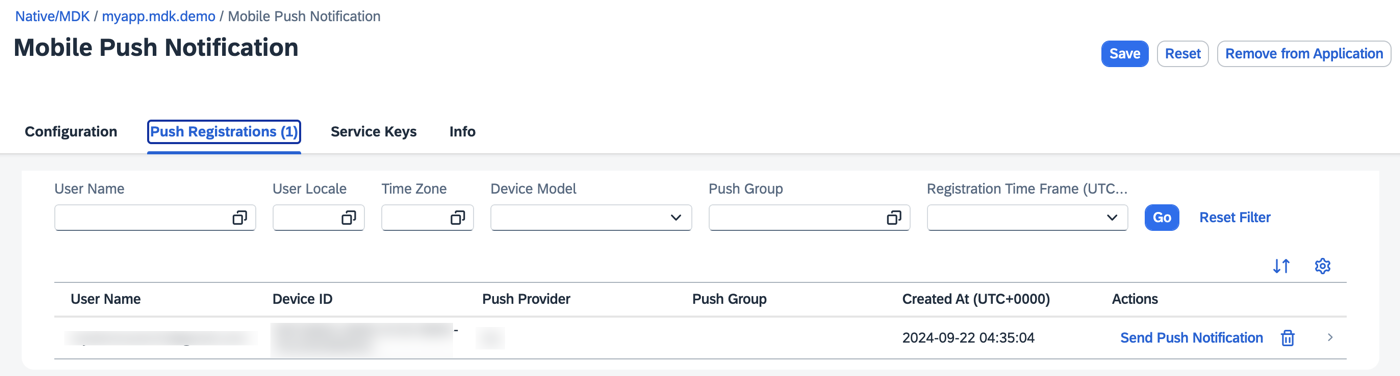 Native/MDK / myapp.mdk.demo / Mobile Push Notification
Mobile Push Notification
Save Reset Remove from Application
Configuration Push Registrations (1) Service Keys Info
User Name User Locale Time Zone Device Model Push Group Registration Time Frame (UTC...
Go Reset Filter
User Name Device ID Push Provider Push Group Created At (UTC+0000) Actions
2024-09-22 04:35:04 Send Push Notification